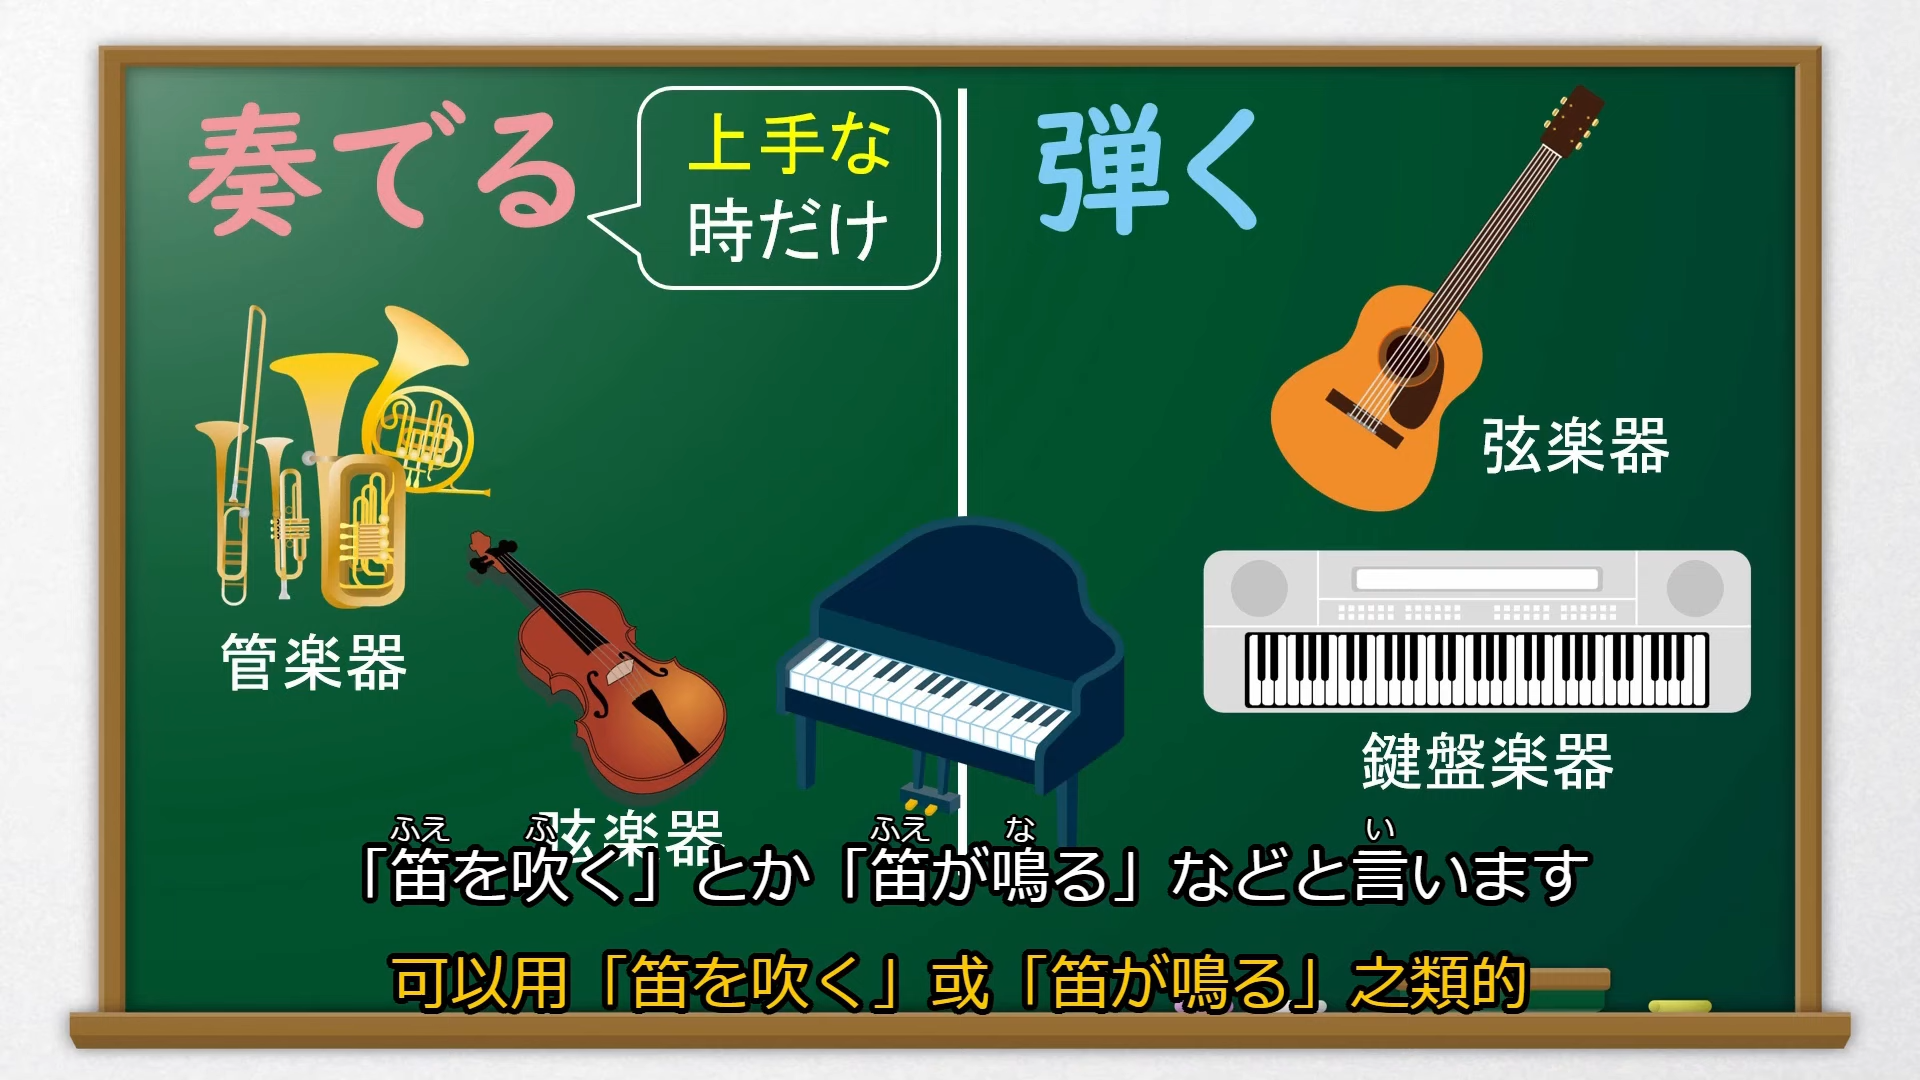 奏でる
上手な
時だけ
弾く
弦楽器
管楽器
鍵盤楽器
弦楽器
ふえ ふ ふえ な い
「笛を吹く」とか「笛が鳴る」などと言います
可以用「笛を吹く」或「笛が鳴る」之類的